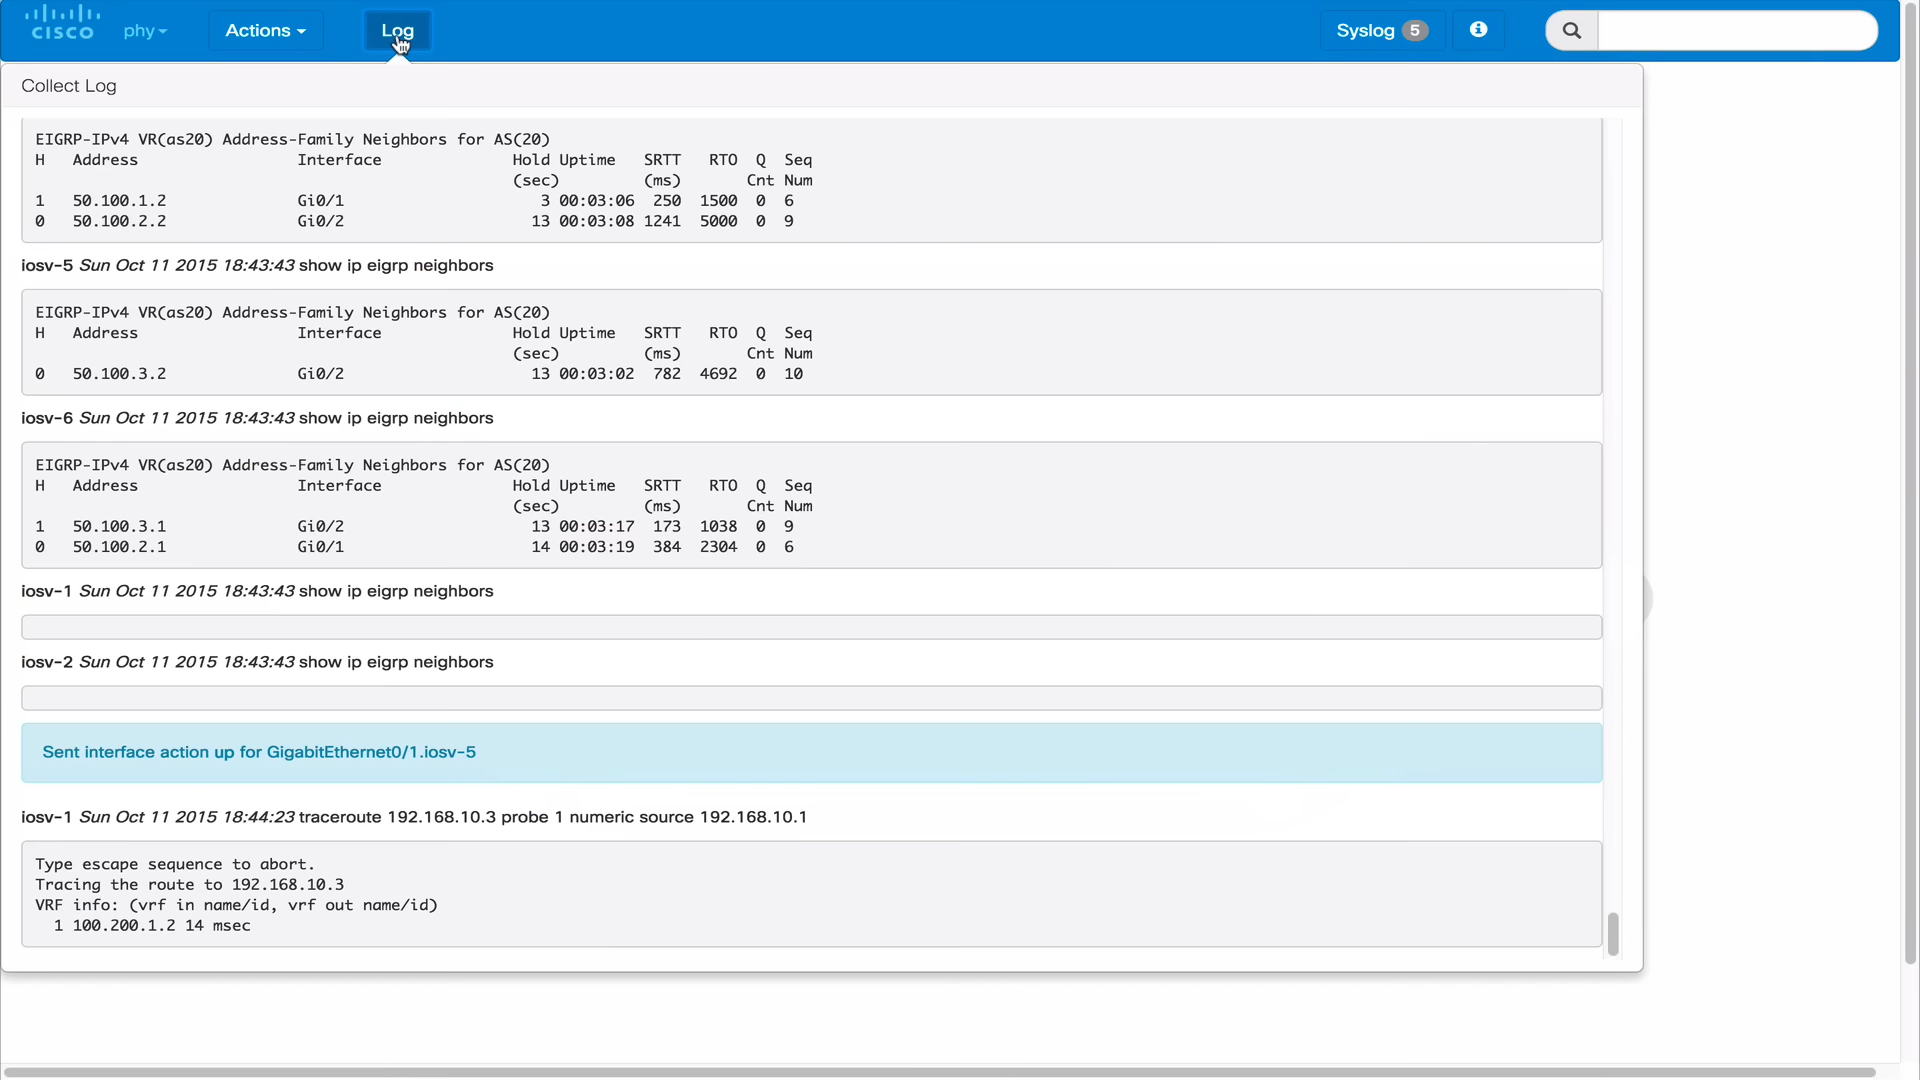 CISCO phy Actions Log Syslog 5
Collect Log
EIGRP-IPv4 VR(as20) Address-Family Neighbors for AS(20)
H Address Interface Hold Uptime SRTT RTO Q Seq
(sec) (ms) Cnt Num
1 50.100.1.2 Gi0/1 3 00:03:06 250 1500 0 6
0 50.100.2.2 Gi0/2 13 00:03:08 1241 5000 0 9
iosv-5 Sun Oct 11 2015 18:43:43 show ip eigrp neighbors
EIGRP-IPv4 VR(as20) Address-Family Neighbors for AS(20)
H Address Interface Hold Uptime SRTT RTO Q Seq
(sec) (ms) Cnt Num
0 50.100.3.2 Gi0/2 13 00:03:02 782 4692 0 10
iosv-6 Sun Oct 11 2015 18:43:43 show ip eigrp neighbors
EIGRP-IPv4 VR(as20) Address-Family Neighbors for AS(20)
H Address Interface Hold Uptime SRTT RTO Q Seq
(sec) (ms) Cnt Num
1 50.100.3.1 Gi0/2 13 00:03:17 173 1038 0 9
0 50.100.2.1 Gi0/1 14 00:03:19 384 2304 0 6
iosv-1 Sun Oct 11 2015 18:43:43 show ip eigrp neighbors
iosv-2 Sun Oct 11 2015 18:43:43 show ip eigrp neighbors
Sent interface action up for GigabitEthernet0/1.iosv-5
iosv-1 Sun Oct 11 2015 18:44:23 traceroute 192.168.10.3 probe 1 numeric source 192.168.10.1
Type escape sequence to abort.
Tracing the route to 192.168.10.3
VRF info: (vrf in name/id, vrf out name/id)
1 100.200.1.2 14 msec